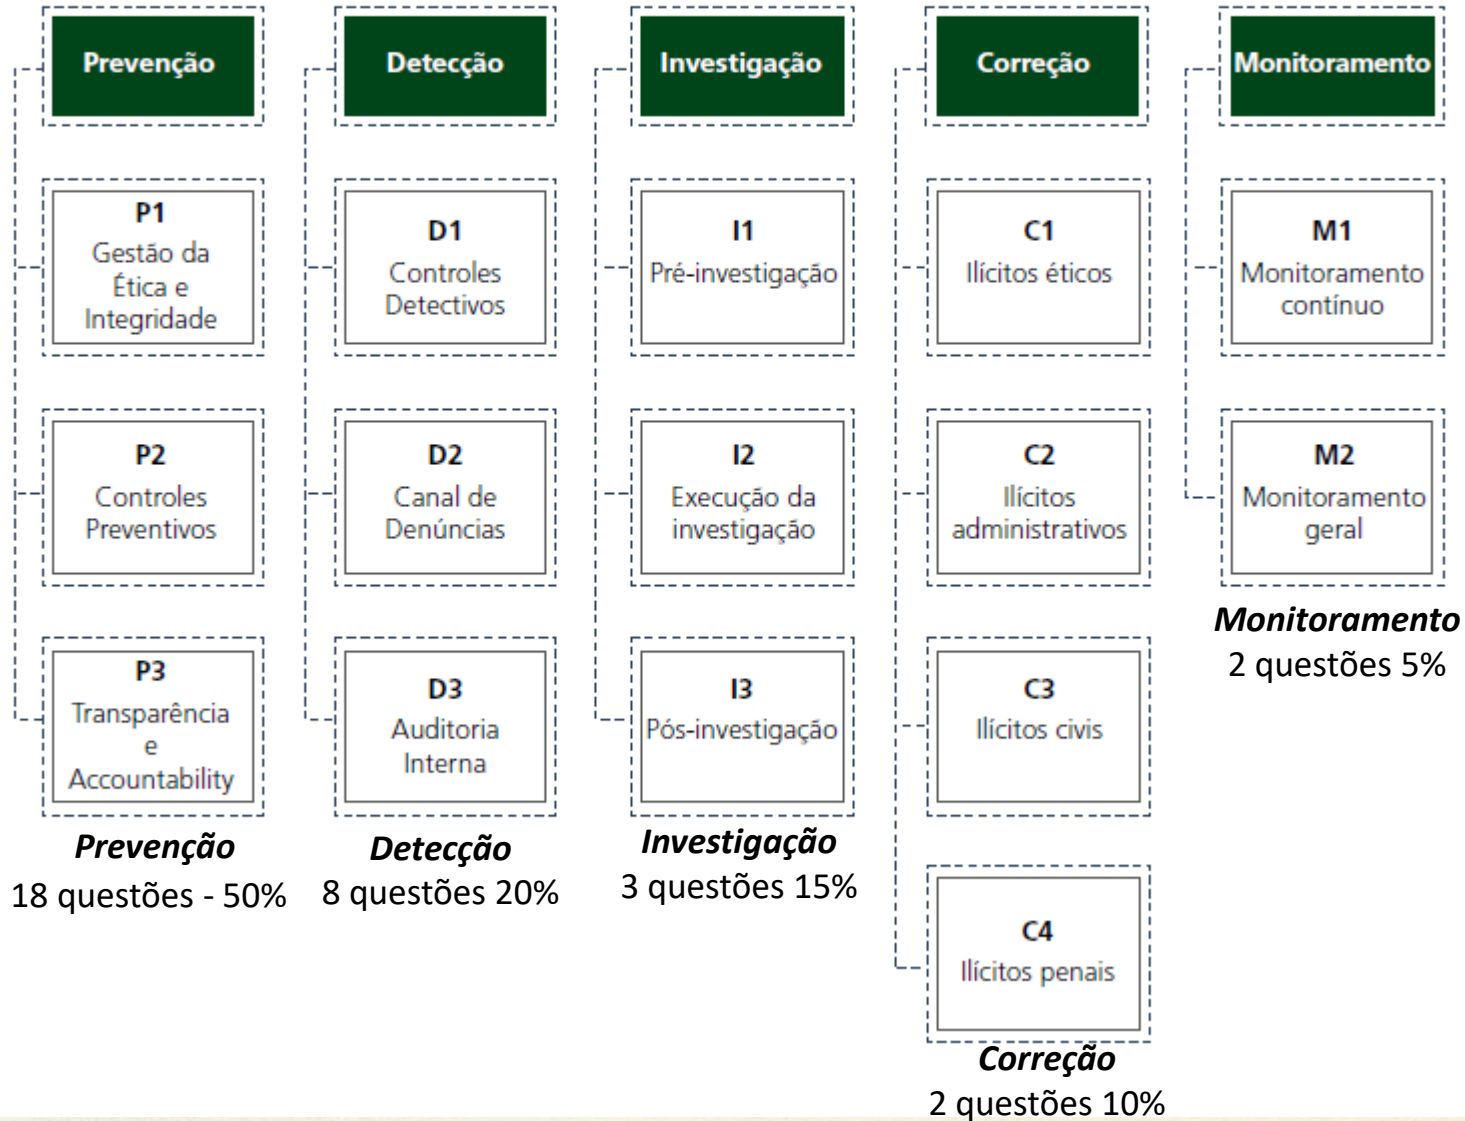 Prevenção
Detecção
Investigação
Correção
Monitoramento
P1
Gestão da
Ética e
Integridade
D1
Controles
Detectivos
I1
Pré-investigação
C1
Ilícitos éticos
M1
Monitoramento
contínuo
P2
Controles
Preventivos
D2
Canal de
Denúncias
I2
Execução da
investigação
C2
Ilícitos
administrativos
M2
Monitoramento
geral
Monitoramento
2 questões 5%
P3
Transparência
e
Accountability
D3
Auditoria
Interna
I3
Pós-investigação
C3
Ilícitos civis
Prevenção
18 questões - 50%
Detecção
8 questões 20%
Investigação
3 questões 15%
C4
Ilícitos penais
Correção
2 questões 10%